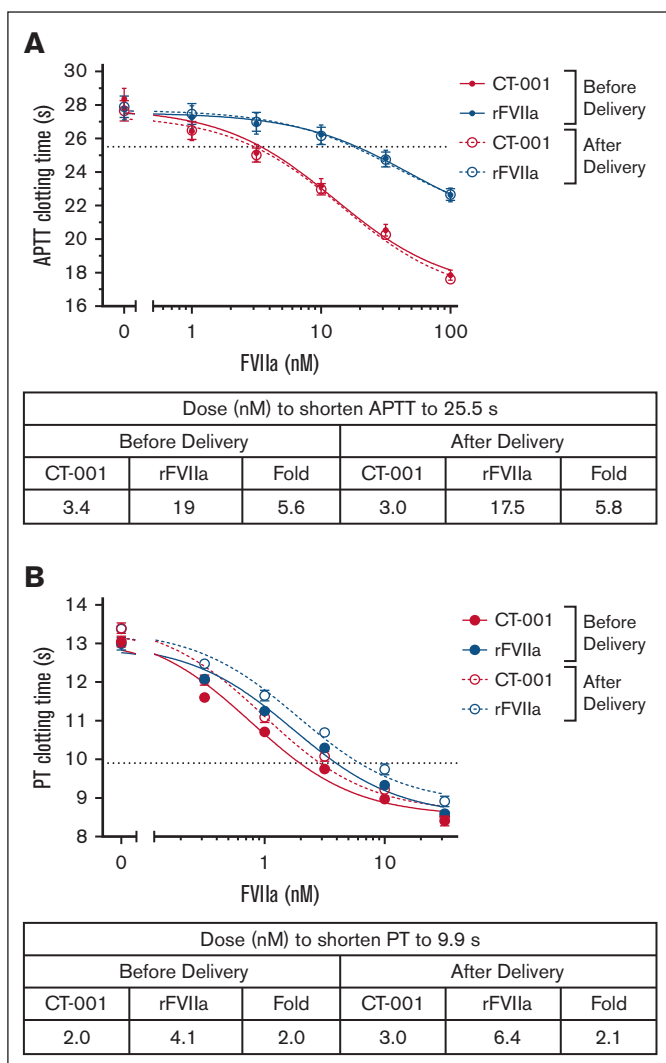 A
30
28
26
24
22
20
18
16
APTT clotting time (s)
0 1 10 100
FVIIa (nM)
CT-001
rFVIIa
Before
Delivery
CT-001
rFVIIa
After
Delivery
Dose (nM) to shorten APTT to 25.5 s
Before Delivery After Delivery
CT-001 rFVIIa Fold CT-001 rFVIIa Fold
3.4 19 5.6 3.0 17.5 5.8
B
14
13
12
11
10
9
8
PT clotting time (s)
0 1 10
FVIIa (nM)
CT-001
rFVIIa
Before
Delivery
CT-001
rFVIIa
After
Delivery
Dose (nM) to shorten PT to 9.9 s
Before Delivery After Delivery
CT-001 rFVIIa Fold CT-001 rFVIIa Fold
2.0 4.1 2.0 3.0 6.4 2.1